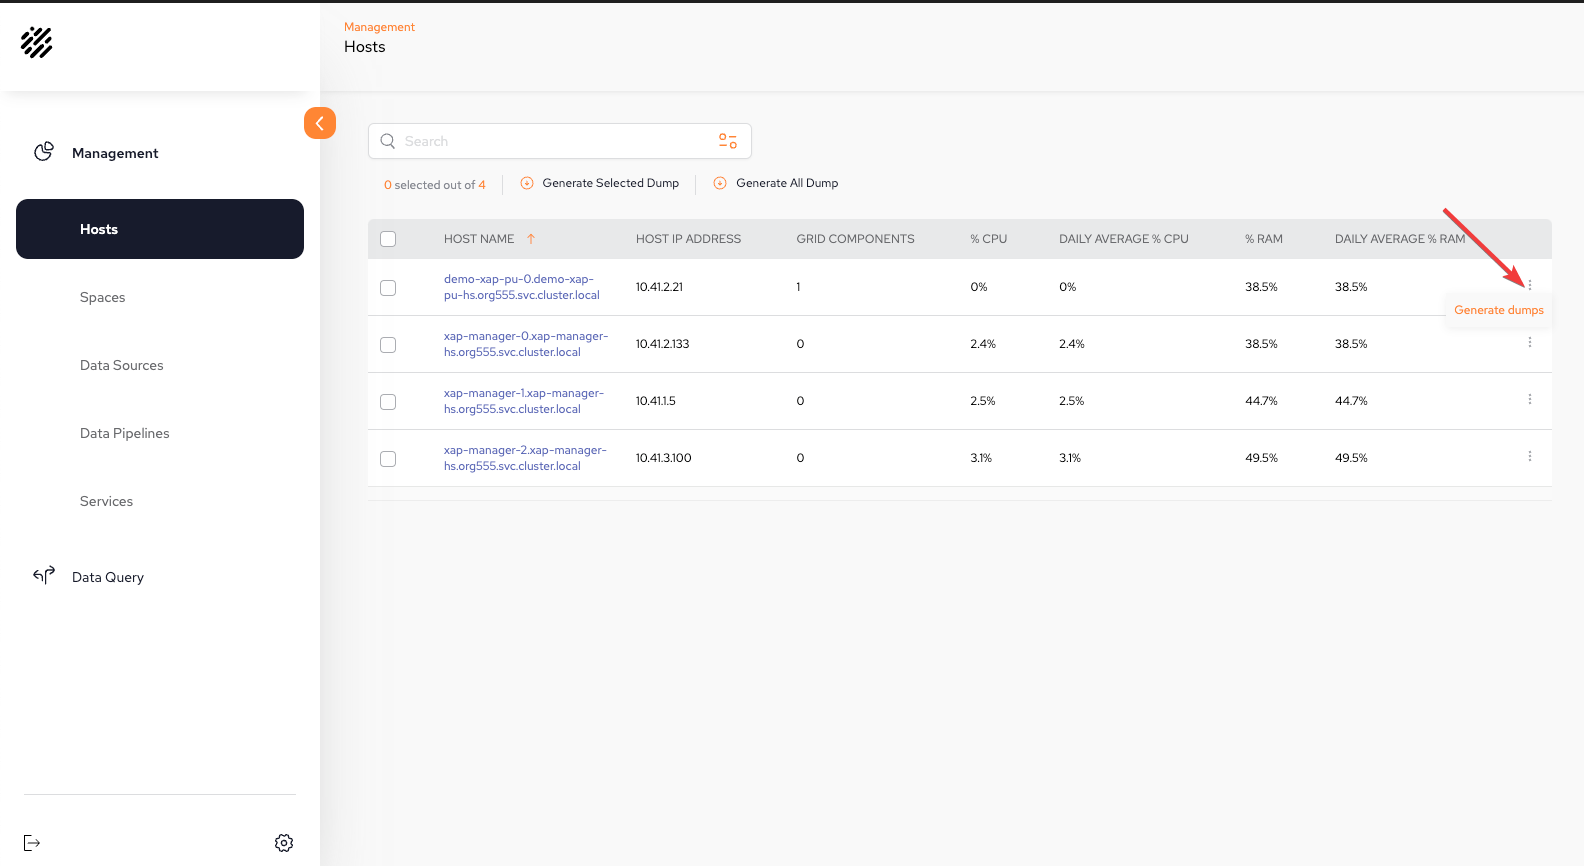 Management
Hosts
Management
Hosts
Spaces
Data Sources
Data Pipelines
Services
Data Query
Search
0 selected out of 4 Generate Selected Dump Generate All Dump
HOST NAME HOST IP ADDRESS GRID COMPONENTS % CPU DAILY AVERAGE % CPU % RAM DAILY AVERAGE % RAM
demo-xap-pu-0.demo-xap-
pu-hs.org555.svc.cluster.local 10.41.2.21 1 0% 0% 38.5% 38.5%
Generate dumps
xap-manager-0.xap-manager-
hs.org555.svc.cluster.local 10.41.2.133 0 2.4% 2.4% 38.5% 38.5%
xap-manager-1.xap-manager-
hs.org555.svc.cluster.local 10.41.1.5 0 2.5% 2.5% 44.7% 44.7%
xap-manager-2.xap-manager-
hs.org555.svc.cluster.local 10.41.3.100 0 3.1% 3.1% 49.5% 49.5%